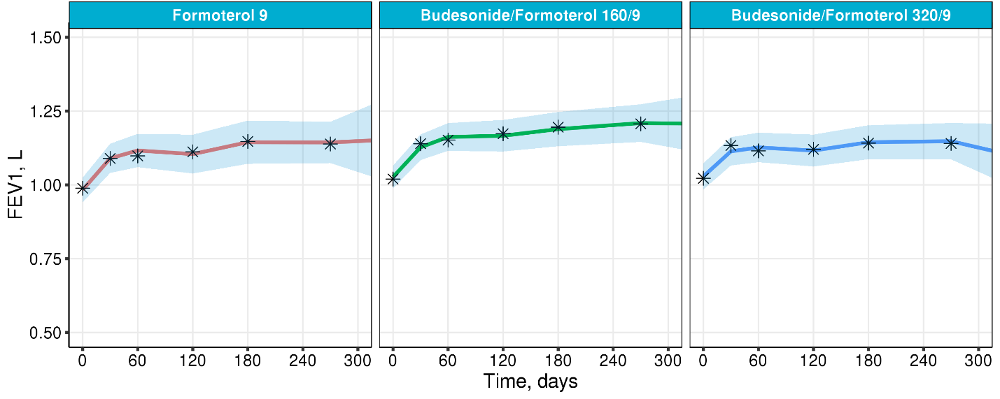 Formoterol 9
Budesonide/Formoterol 160/9
Budesonide/Formoterol 320/9
FEV1, L
1.50
1.25
1.00
0.75
0.50
0 60 120 180 240 300
0 60 120 180 240 300
0 60 120 180 240 300
Time, days